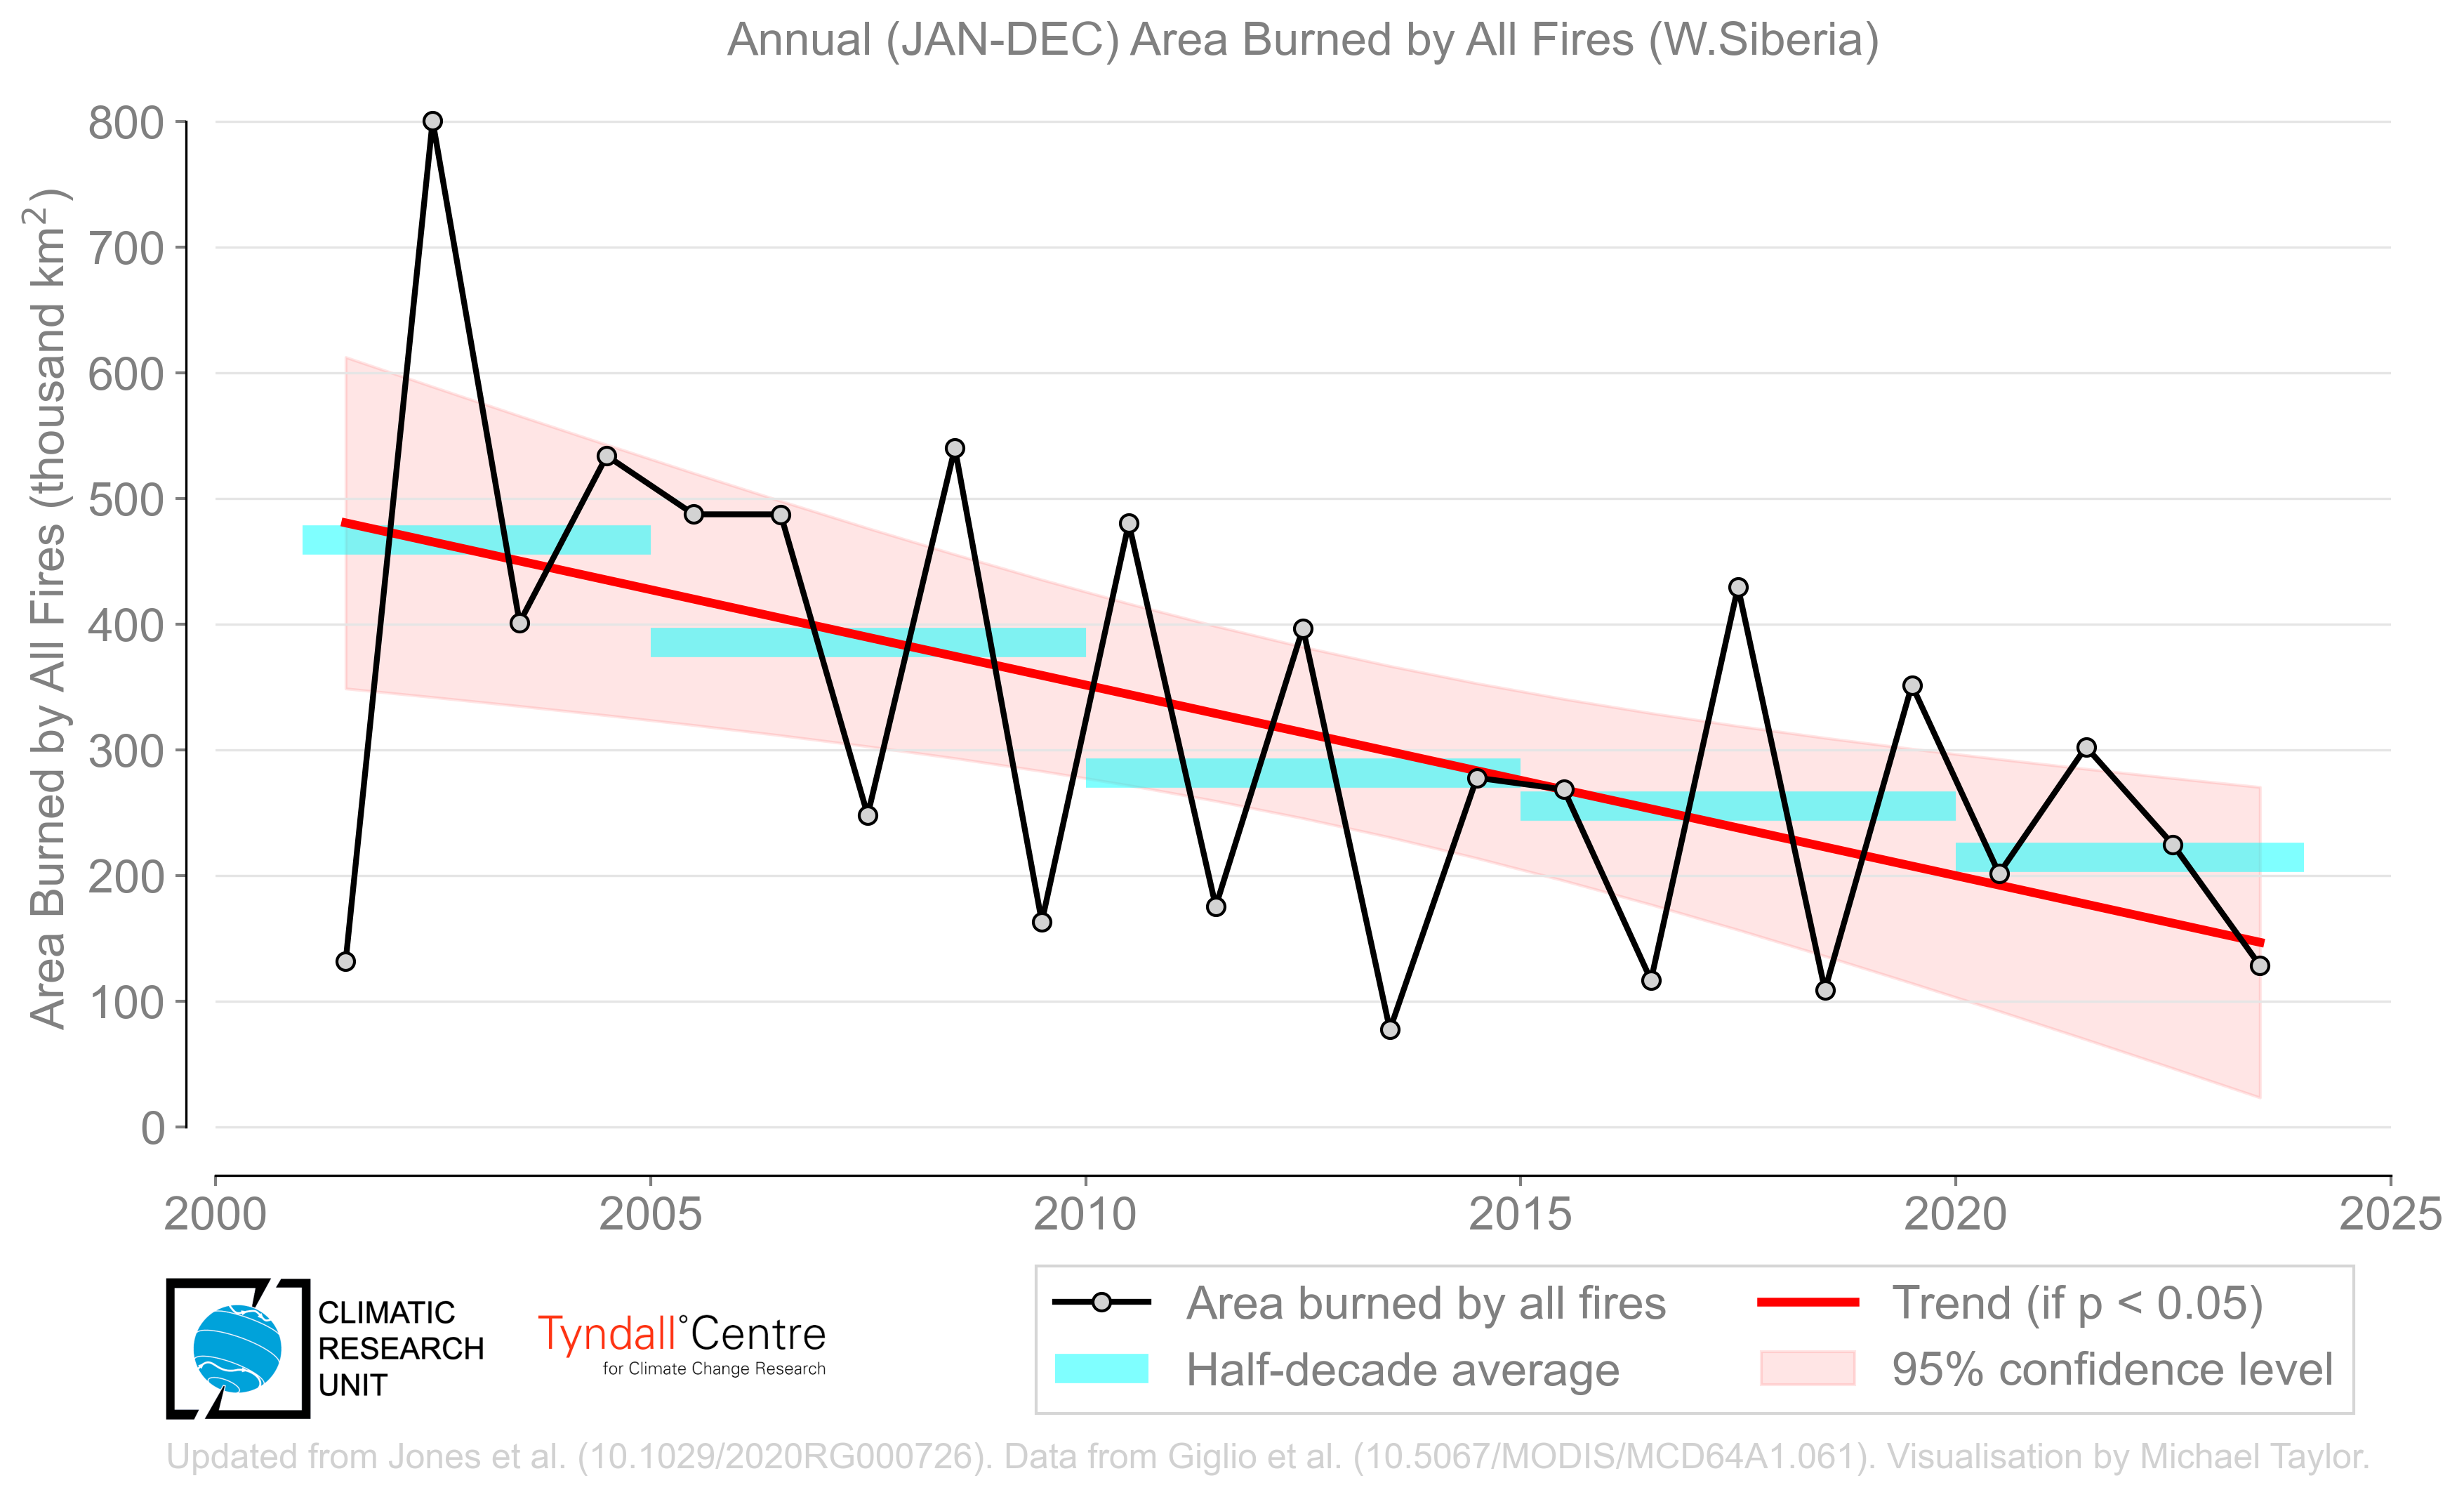 Annual (JAN-DEC) Area Burned by All Fires (W.Siberia)
Area Burned by All Fires (thousand km²)
800
700
600
500
400
300
200
100
0
2000 2005 2010 2015 2020 2025
Area burned by all fires
Half-decade average
Trend (if p < 0.05)
95% confidence level
CLIMATIC
RESEARCH
UNIT
Tyndall°Centre
for Climate Change Research
Updated from Jones et al. (10.1029/2020RG000726). Data from Giglio et al. (10.5067/MODIS/MCD64A1.061). Visualisation by Michael Taylor.